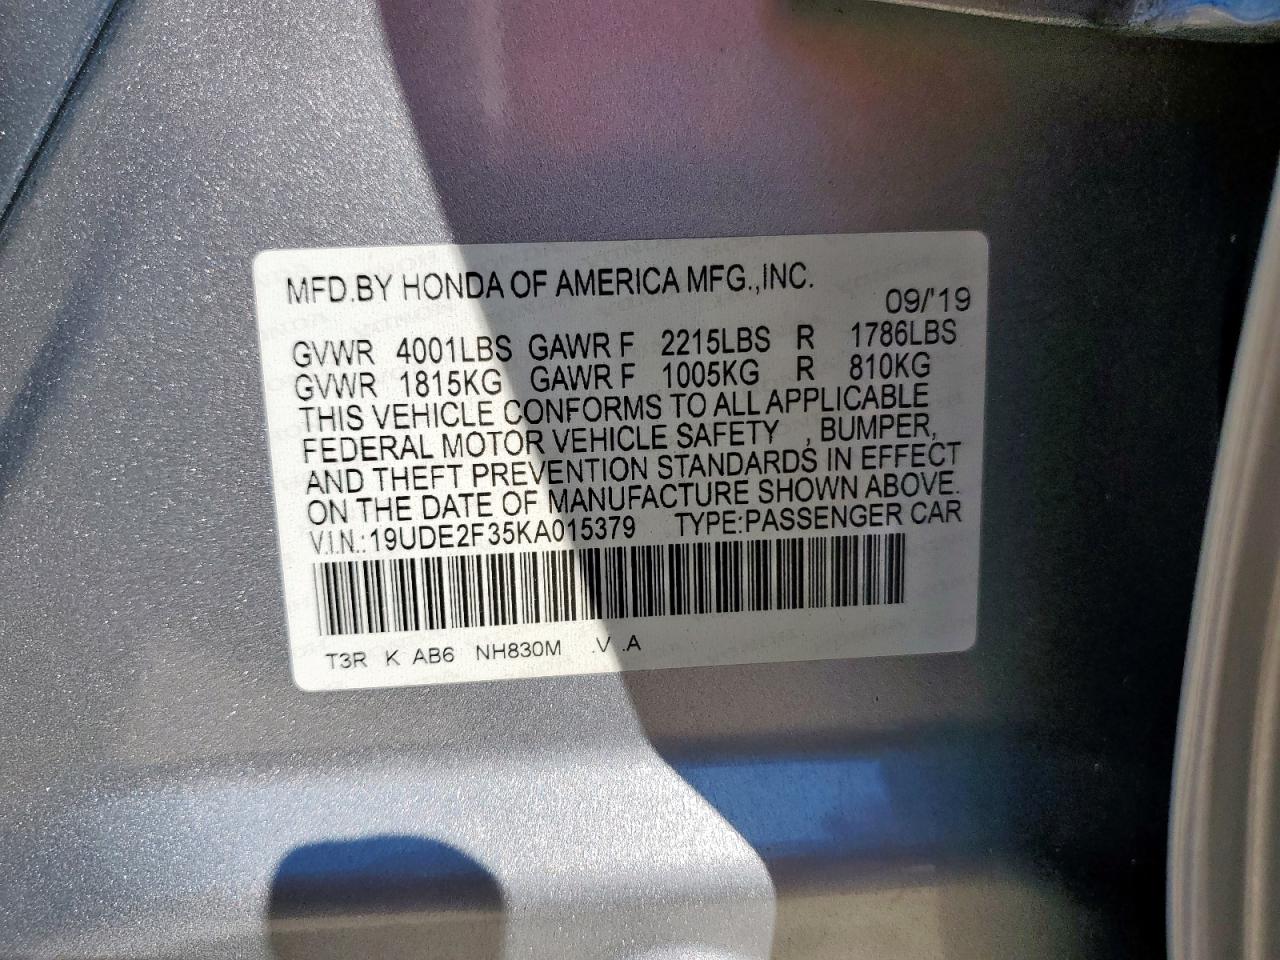 MFD.BY HONDA OF AMERICA MFG.,INC.
09/'19
GVWR 4001LBS GAWR F 2215LBS R 1786LBS
GVWR 1815KG GAWR F 1005KG R 810KG
THIS VEHICLE CONFORMS TO ALL APPLICABLE
FEDERAL MOTOR VEHICLE SAFETY , BUMPER,
AND THEFT PREVENTION STANDARDS IN EFFECT
ON THE DATE OF MANUFACTURE SHOWN ABOVE.
V.I.N.:19UDE2F35KA015379 TYPE:PASSENGER CAR
T3R K AB6 NH830M .V .A